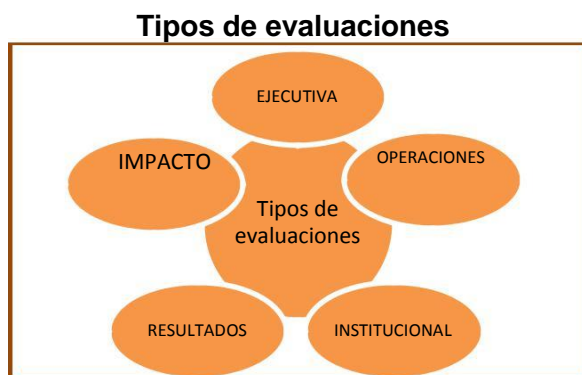 Tipos de evaluaciones
EJECUTIVA
IMPACTO
OPERACIONES
Tipos de
evaluaciones
RESULTADOS
INSTITUCIONAL